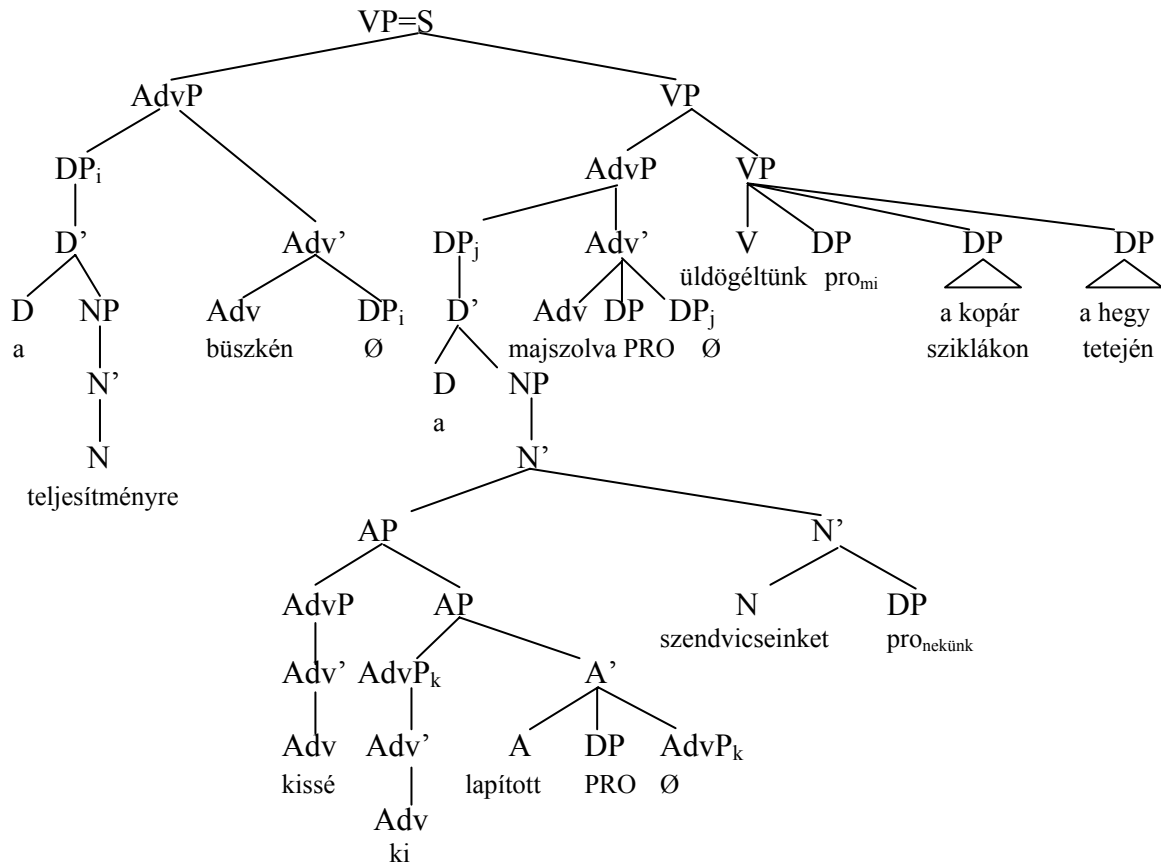 VP=S
AdvP VP
DPi AdvP VP
D’ Adv’ DPj Adv’ V DP DP DP
üldögéltünk promi
D NP Adv DPi D’ Adv DP DPj a kopár a hegy
a büszkén Ø majszolva PRO Ø sziklákon tetején
N’ D NP
a
N N’
teljesítményre
AP N’
AdvP AP N DP
szendvicseinket pronekünk
Adv’ AdvPk A’
Adv Adv’ A DP AdvPk
kissé lapított PRO Ø
Adv
ki